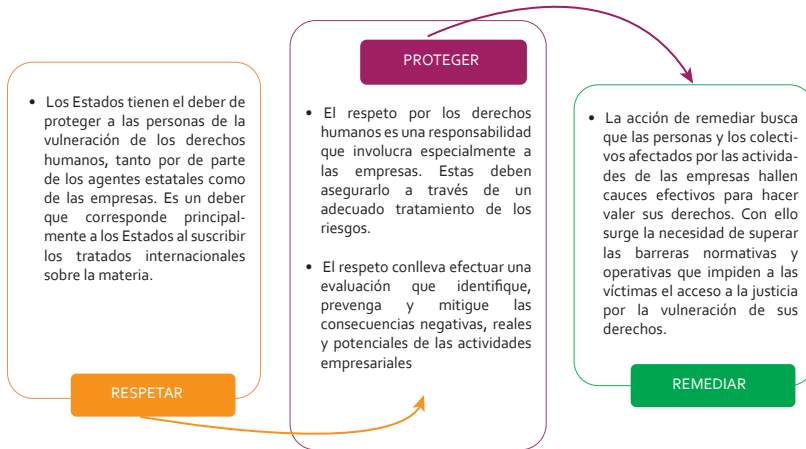 • Los Estados tienen el deber de
proteger a las personas de la
vulneración de los derechos
humanos, tanto por de parte
de los agentes estatales como
de las empresas. Es un deber
que corresponde principal-
mente a los Estados al suscribir
los tratados internacionales
sobre la materia.
RESPETAR
PROTEGER
• El respeto por los derechos
humanos es una responsabilidad
que involucra especialmente a
las empresas. Estas deben
asegurarlo a través de un
adecuado tratamiento de los
riesgos.
• El respeto conlleva efectuar una
evaluación que identifique,
prevenga y mitigue las
consecuencias negativas, reales
y potenciales de las actividades
empresariales
• La acción de remediar busca
que las personas y los colecti-
vos afectados por las activida-
des de las empresas hallen
cauces efectivos para hacer
valer sus derechos. Con ello
surge la necesidad de superar
las barreras normativas y
operativas que impiden a las
víctimas el acceso a la justicia
por la vulneración de sus
derechos.
REMEDIAR